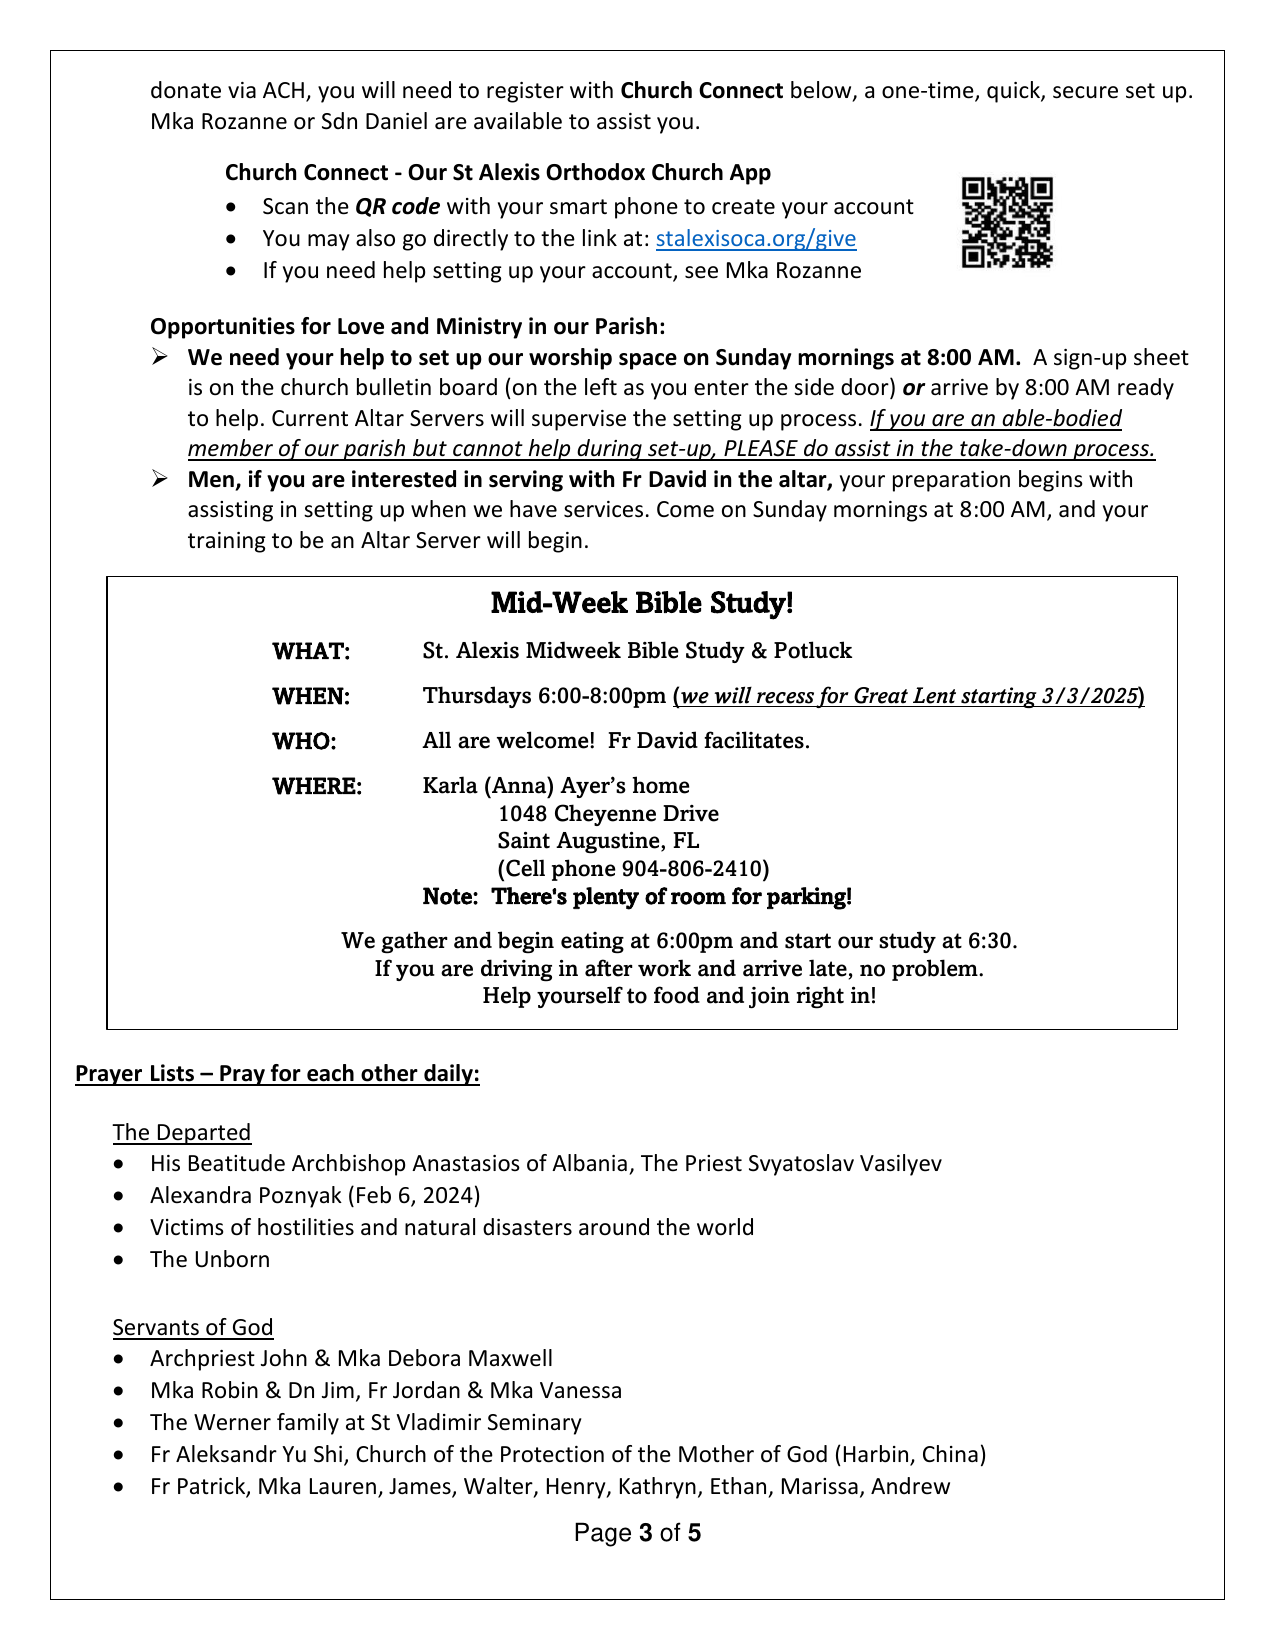 donate via ACH, you will need to register with Church Connect below, a one-time, quick, secure set up.
Mka Rozanne or Sdn Daniel are available to assist you.
Church Connect - Our St Alexis Orthodox Church App
• Scan the QR code with your smart phone to create your account
• You may also go directly to the link at: stalexisoca.org/give
• If you need help setting up your account, see Mka Rozanne
Opportunities for Love and Ministry in our Parish:
➢ We need your help to set up our worship space on Sunday mornings at 8:00 AM. A sign-up sheet
is on the church bulletin board (on the left as you enter the side door) or arrive by 8:00 AM ready
to help. Current Altar Servers will supervise the setting up process. If you are an able-bodied
member of our parish but cannot help during set-up, PLEASE do assist in the take-down process.
➢ Men, if you are interested in serving with Fr David in the altar, your preparation begins with
assisting in setting up when we have services. Come on Sunday mornings at 8:00 AM, and your
training to be an Altar Server will begin.
Mid-Week Bible Study!
WHAT: St. Alexis Midweek Bible Study & Potluck
WHEN: Thursdays 6:00-8:00pm (we will recess for Great Lent starting 3/3/2025)
WHO: All are welcome! Fr David facilitates.
WHERE: Karla (Anna) Ayer’s home
1048 Cheyenne Drive
Saint Augustine, FL
(Cell phone 904-806-2410)
Note: There's plenty of room for parking!
We gather and begin eating at 6:00pm and start our study at 6:30.
If you are driving in after work and arrive late, no problem.
Help yourself to food and join right in!
Prayer Lists – Pray for each other daily:
The Departed
• His Beatitude Archbishop Anastasios of Albania, The Priest Svyatoslav Vasilyev
• Alexandra Poznyak (Feb 6, 2024)
• Victims of hostilities and natural disasters around the world
• The Unborn
Servants of God
• Archpriest John & Mka Debora Maxwell
• Mka Robin & Dn Jim, Fr Jordan & Mka Vanessa
• The Werner family at St Vladimir Seminary
• Fr Aleksandr Yu Shi, Church of the Protection of the Mother of God (Harbin, China)
• Fr Patrick, Mka Lauren, James, Walter, Henry, Kathryn, Ethan, Marissa, Andrew
Page 3 of 5